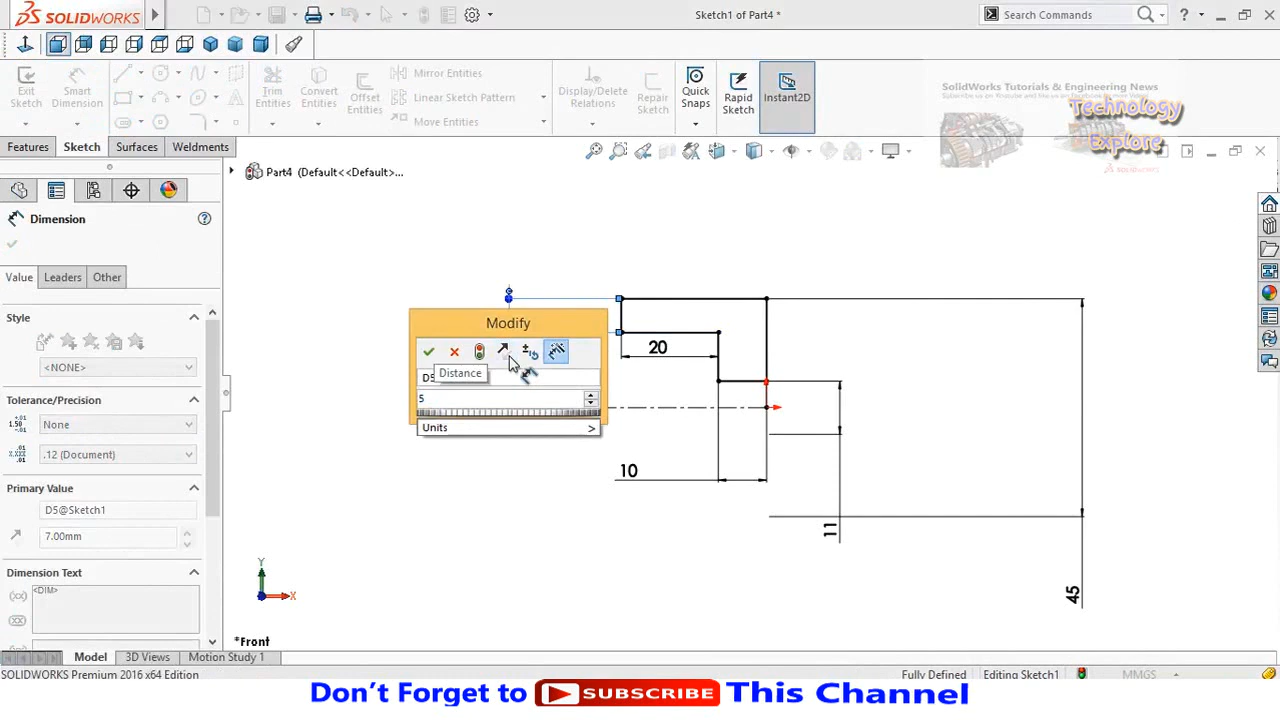 SOLIDWORKS
Sketch1 of Part4 *
Search Commands
?
Exit Sketch
Smart Dimension
Trim Entities
Convert Entities
Offset Entities
Mirror Entities
Linear Sketch Pattern
Move Entities
Display/Delete Relations
Repair Sketch
Quick Snaps
Rapid Sketch
Instant2D
SolidWorks Tutorials & Engineering News
Technology
Explore
Features
Sketch
Surfaces
Weldments
Part4 (Default<<Default>...
Dimension
Value
Leaders
Other
Style
<NONE>
Tolerance/Precision
None
.12 (Document)
Primary Value
D5@Sketch1
7.00mm
Dimension Text
<DIM>
Modify
Distance
5
Units
>
20
10
11
45
Y
X
*Front
Model
3D Views
Motion Study 1
SOLIDWORKS Premium 2016 x64 Edition
Fully Defined
Editing Sketch1
MMGS
Don't Forget to SUBSCRIBE This Channel